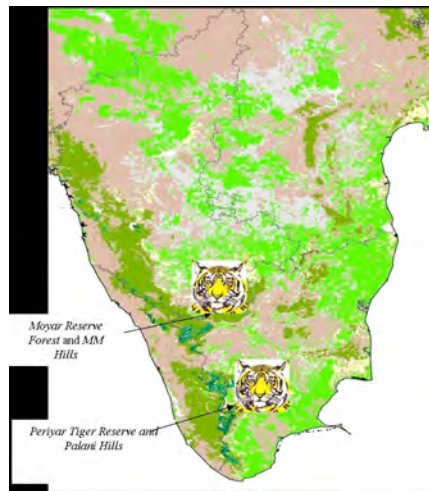 Moyar Reserve
Forest and MM
Hills
Periyar Tiger Reserve and
Palani Hills